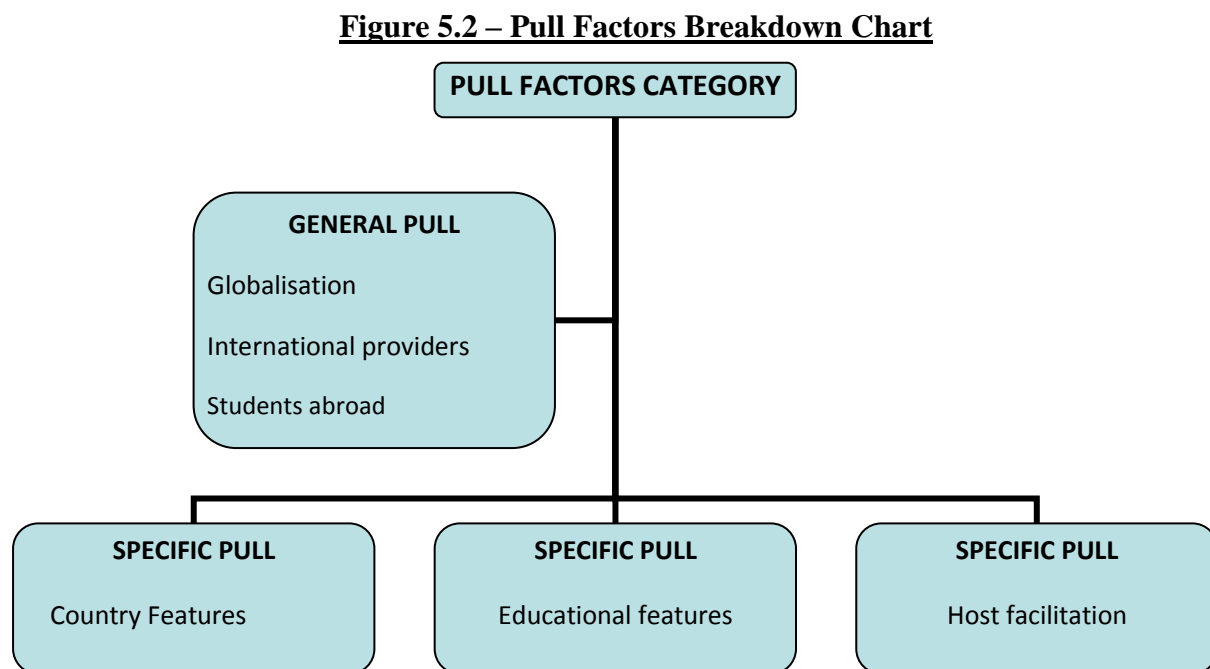 Figure 5.2 – Pull Factors Breakdown Chart
PULL FACTORS CATEGORY
GENERAL PULL
Globalisation
International providers
Students abroad
SPECIFIC PULL
Country Features
SPECIFIC PULL
Educational features
SPECIFIC PULL
Host facilitation